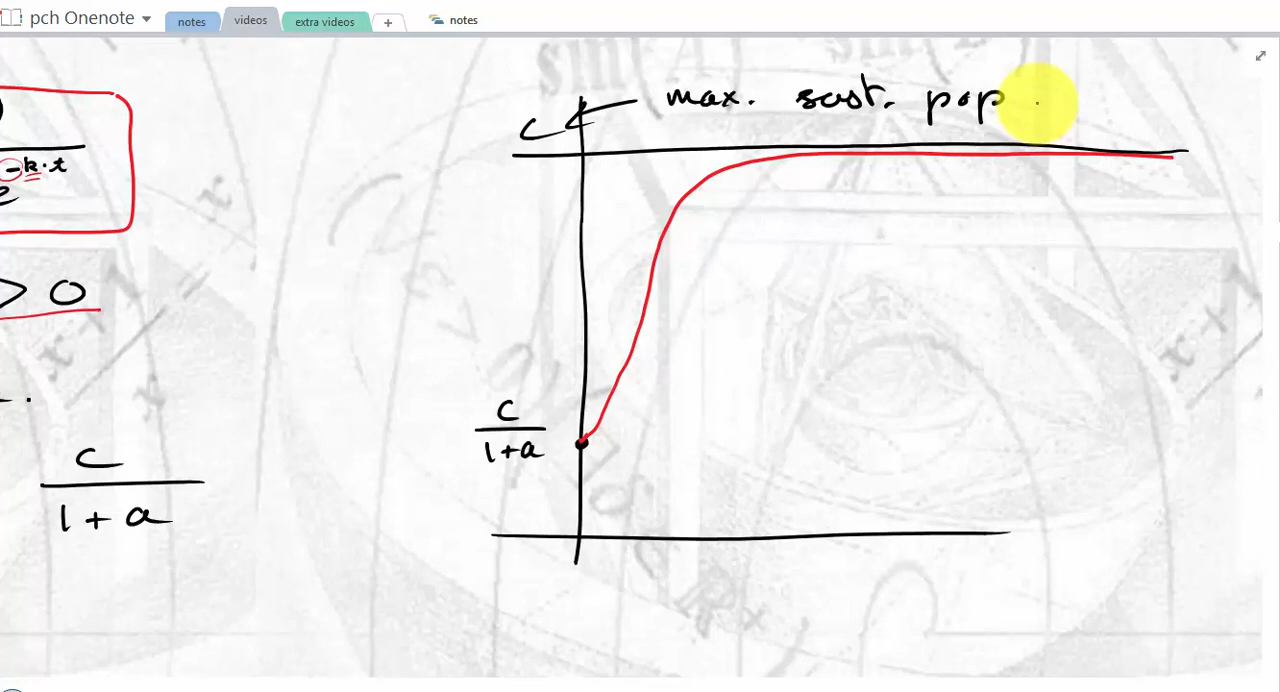 pch Onenote notes videos extra videos + notes
max. sust. pop.
c
-k·t
> 0
c
1+a
c
1 + a